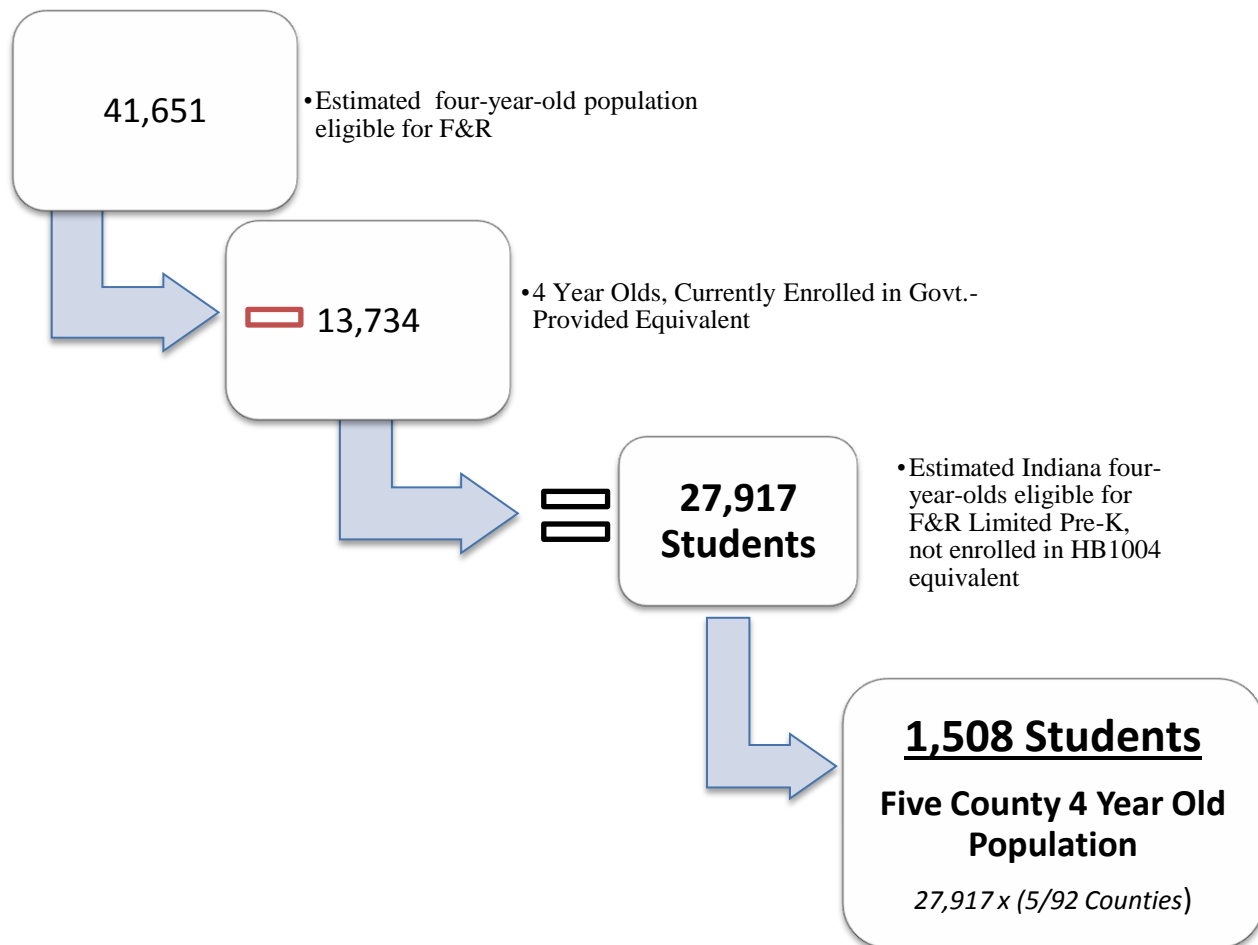 41,651
•Estimated four-year-old population
eligible for F&R
13,734
•4 Year Olds, Currently Enrolled in Govt.-
Provided Equivalent
27,917
Students
•Estimated Indiana four-
year-olds eligible for
F&R Limited Pre-K,
not enrolled in HB1004
equivalent
1,508 Students
Five County 4 Year Old
Population
27,917 x (5/92 Counties)